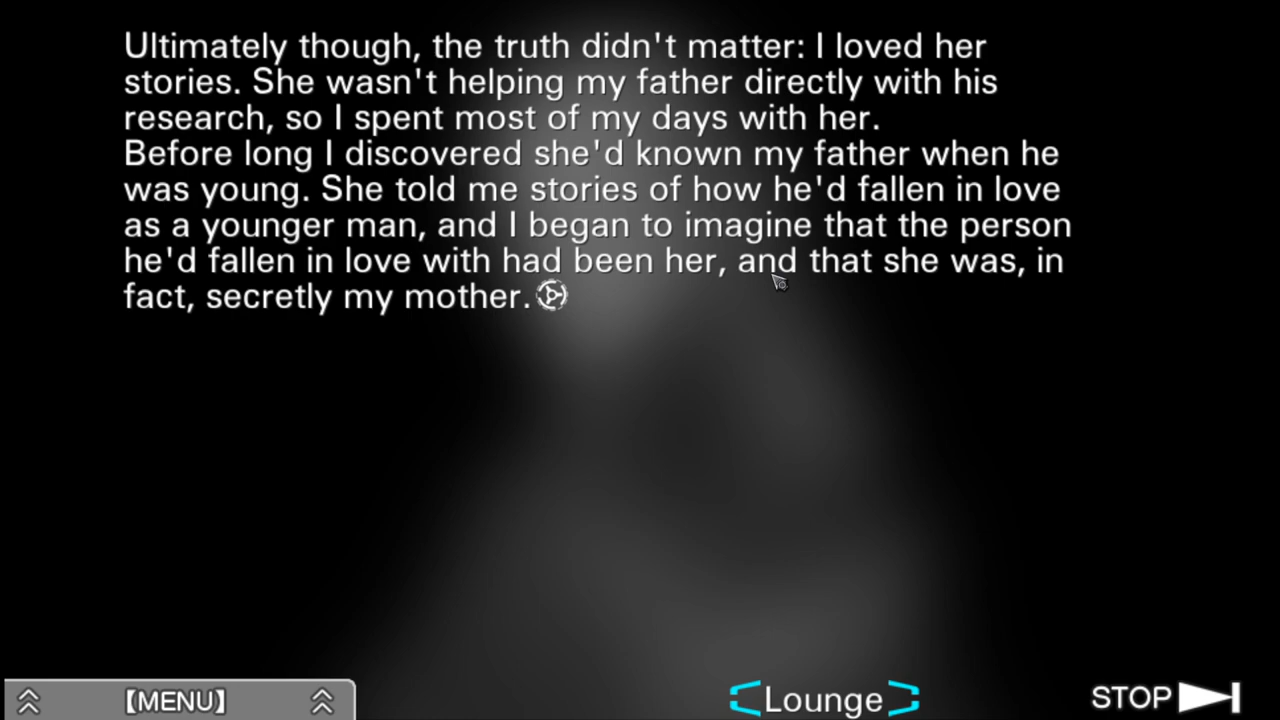 Ultimately though, the truth didn't matter: I loved her
stories. She wasn't helping my father directly with his
research, so I spent most of my days with her.
Before long I discovered she'd known my father when he
was young. She told me stories of how he'd fallen in love
as a younger man, and I began to imagine that the person
he'd fallen in love with had been her, and that she was, in
fact, secretly my mother.
【MENU】
Lounge
STOP